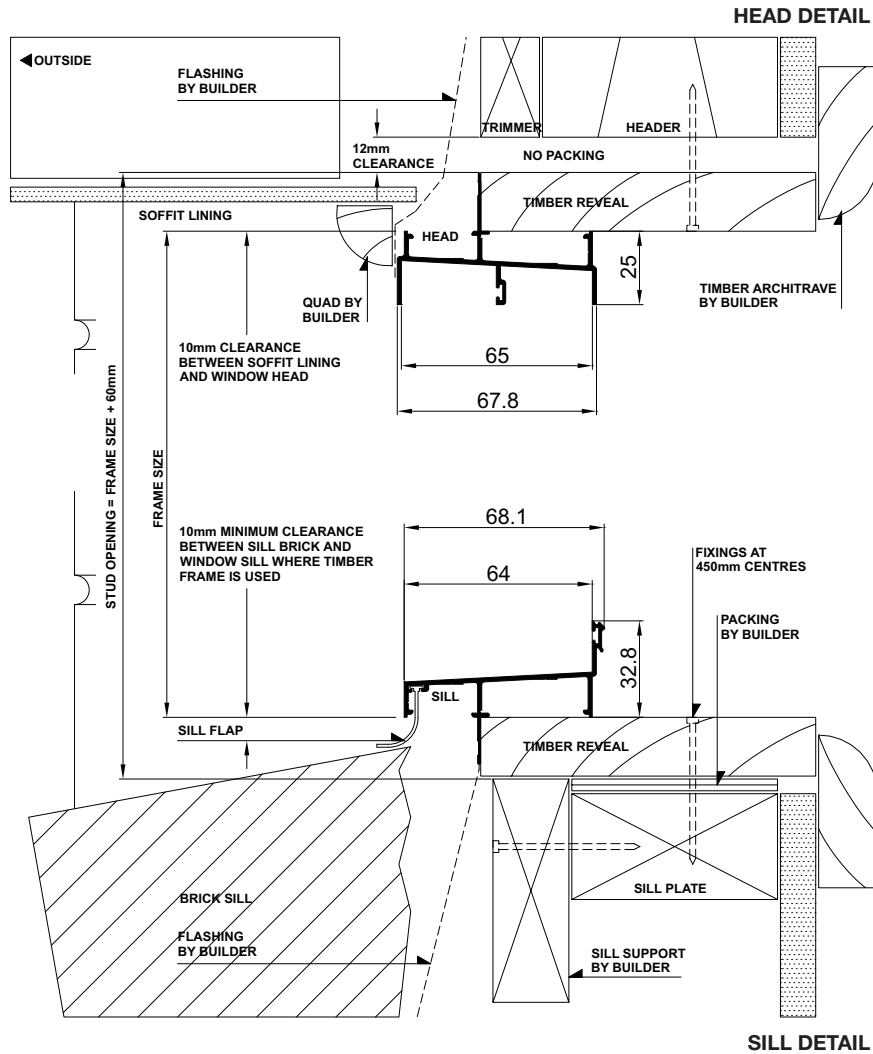 HEAD DETAIL
OUTSIDE
FLASHING
BY BUILDER
TRIMMER
HEADER
12mm
CLEARANCE
NO PACKING
TIMBER REVEAL
SOFFIT LINING
HEAD
25
QUAD BY
BUILDER
TIMBER ARCHITRAVE
BY BUILDER
10mm CLEARANCE
BETWEEN SOFFIT LINING
AND WINDOW HEAD
65
67.8
STUD OPENING = FRAME SIZE + 60mm
FRAME SIZE
68.1
10mm MINIMUM CLEARANCE
BETWEEN SILL BRICK AND
WINDOW SILL WHERE TIMBER
FRAME IS USED
64
FIXINGS AT
450mm CENTRES
PACKING
BY BUILDER
32.8
SILL
SILL FLAP
TIMBER REVEAL
BRICK SILL
SILL PLATE
FLASHING
BY BUILDER
SILL SUPPORT
BY BUILDER
SILL DETAIL